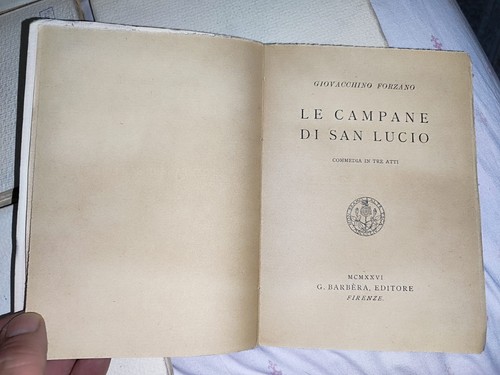 GIOVACCHINO FORZANO
LE CAMPANE
DI SAN LUCIO
COMMEDIA IN TRE ATTI
MCMXXVI
G. BARBÈRA, EDITORE
FIRENZE.